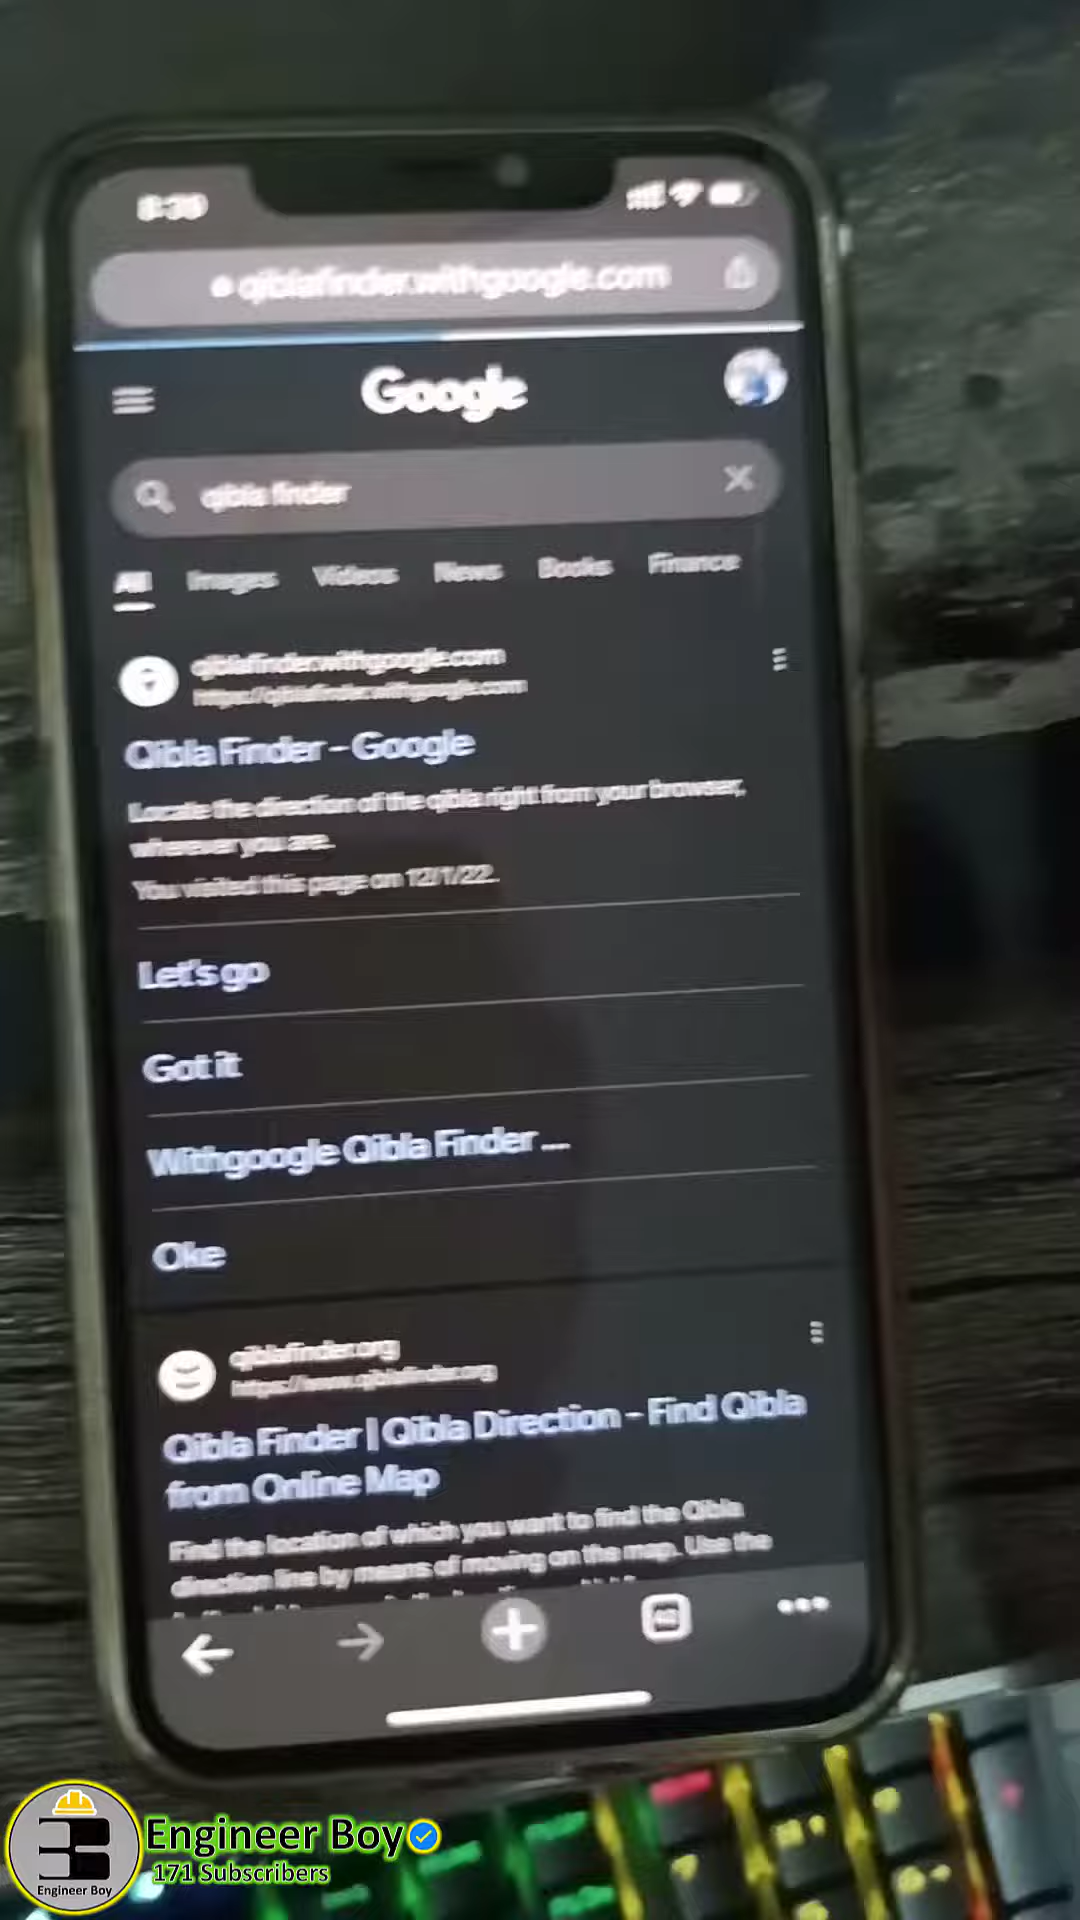 8:39
qiblafinder.withgoogle.com
Google
qibla finder
All Images Videos News Books Finance
qiblafinder.withgoogle.com
https://qiblafinder.withgoogle.com
Qibla Finder - Google
Locate the direction of the qibla right from your browser,
wherever you are.
You visited this page on 12/1/22.
Let's go
Got it
Withgoogle Qibla Finder ...
Oke
qiblafinder.org
https://www.qiblafinder.org
Qibla Finder | Qibla Direction - Find Qibla
from Online Map
Find the location of which you want to find the Qibla
direction line by means of moving on the map. Use the
Engineer Boy
171 Subscribers
Engineer Boy